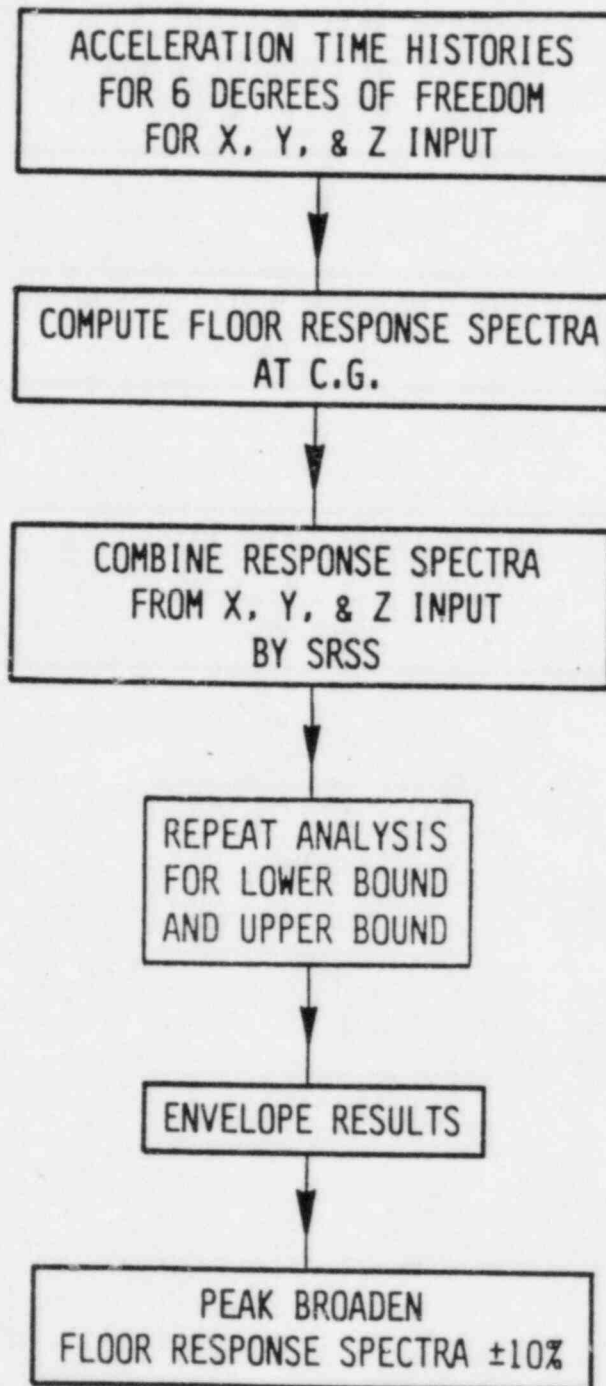 ACCELERATION TIME HISTORIES
FOR 6 DEGREES OF FREEDOM
FOR X, Y, & Z INPUT
COMPUTE FLOOR RESPONSE SPECTRA
AT C.G.
COMBINE RESPONSE SPECTRA
FROM X, Y, & Z INPUT
BY SRSS
REPEAT ANALYSIS
FOR LOWER BOUND
AND UPPER BOUND
ENVELOPE RESULTS
PEAK BROADEN
FLOOR RESPONSE SPECTRA ±10%